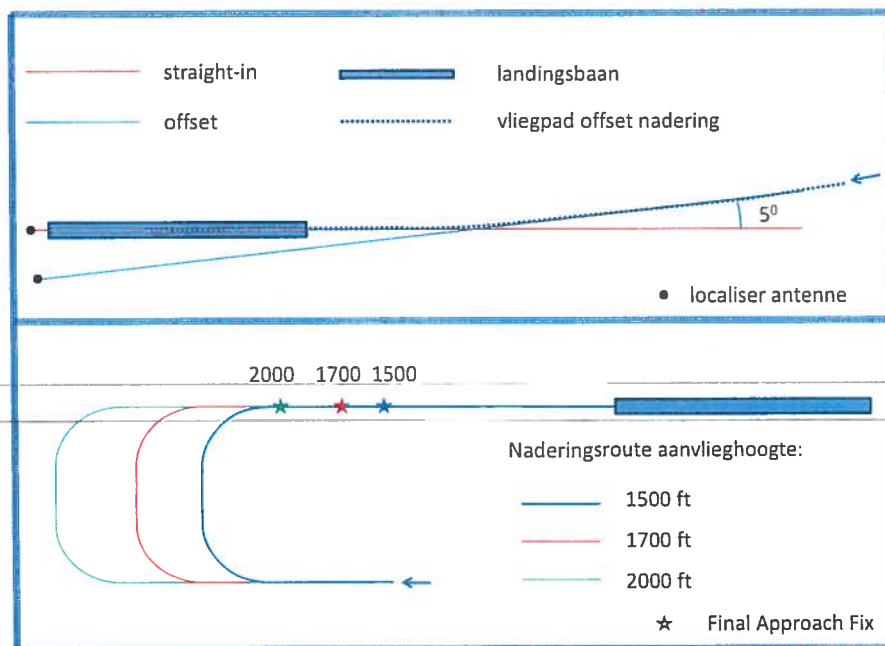 straight-in
landingsbaan
offset
vliegpad offset nadering
5⁰
localiser antenne
2000 1700 1500
Naderingsroute aanvlieghoogte:
1500 ft
1700 ft
2000 ft
Final Approach Fix